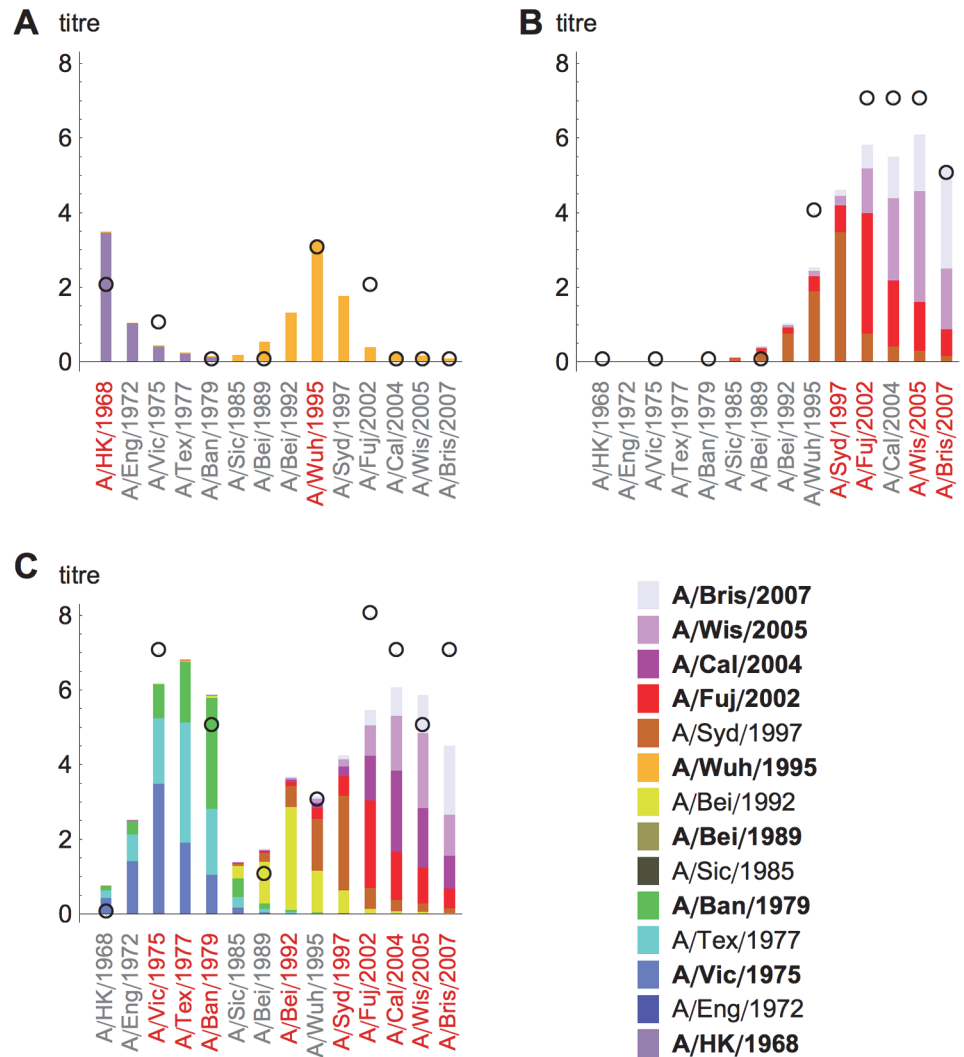 A titre
8
6
4
2
0
A/HK/1968
A/Eng/1972
A/Vic/1975
A/Tex/1977
A/Ban/1979
A/Sic/1985
A/Bei/1989
A/Bei/1992
A/Wuh/1995
A/Syd/1997
A/Fuj/2002
A/Cal/2004
A/Wis/2005
A/Bris/2007
B titre
8
6
4
2
0
A/HK/1968
A/Eng/1972
A/Vic/1975
A/Tex/1977
A/Ban/1979
A/Sic/1985
A/Bei/1989
A/Bei/1992
A/Wuh/1995
A/Syd/1997
A/Fuj/2002
A/Cal/2004
A/Wis/2005
A/Bris/2007
C titre
8
6
4
2
0
A/HK/1968
A/Eng/1972
A/Vic/1975
A/Tex/1977
A/Ban/1979
A/Sic/1985
A/Bei/1989
A/Bei/1992
A/Wuh/1995
A/Syd/1997
A/Fuj/2002
A/Cal/2004
A/Wis/2005
A/Bris/2007
A/Bris/2007
A/Wis/2005
A/Cal/2004
A/Fuj/2002
A/Syd/1997
A/Wuh/1995
A/Bei/1992
A/Bei/1989
A/Sic/1985
A/Ban/1979
A/Tex/1977
A/Vic/1975
A/Eng/1972
A/HK/1968